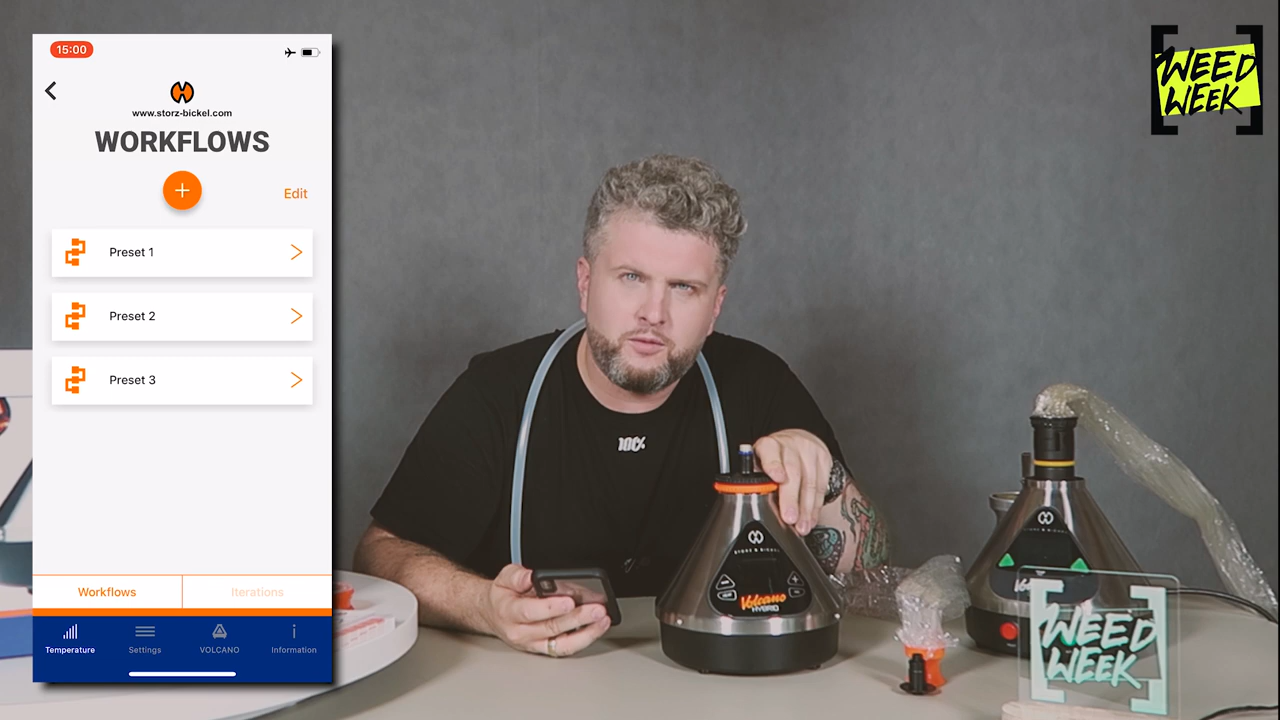 15:00
www.storz-bickel.com
WORKFLOWS
+
Edit
Preset 1
Preset 2
Preset 3
Workflows
Iterations
Temperature
Settings
VOLCANO
Information
WEED
WEEK
100%
STORZ & BICKEL
Volcano
HYBRID
WEED
WEEK